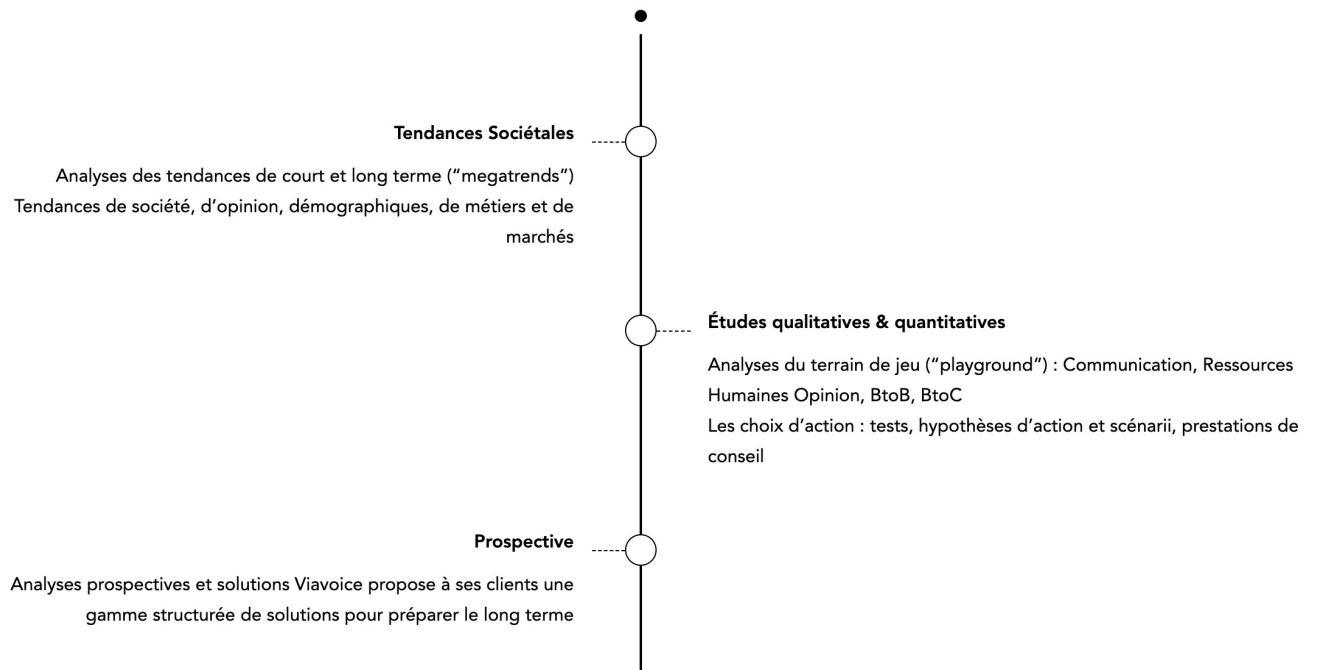 Tendances Sociétales
Analyses des tendances de court et long terme (“megatrends”)
Tendances de société, d’opinion, démographiques, de métiers et de
marchés
Études qualitatives & quantitatives
Analyses du terrain de jeu (“playground”) : Communication, Ressources
Humaines Opinion, BtoB, BtoC
Les choix d’action : tests, hypothèses d’action et scénarii, prestations de
conseil
Prospective
Analyses prospectives et solutions Viavoice propose à ses clients une
gamme structurée de solutions pour préparer le long terme